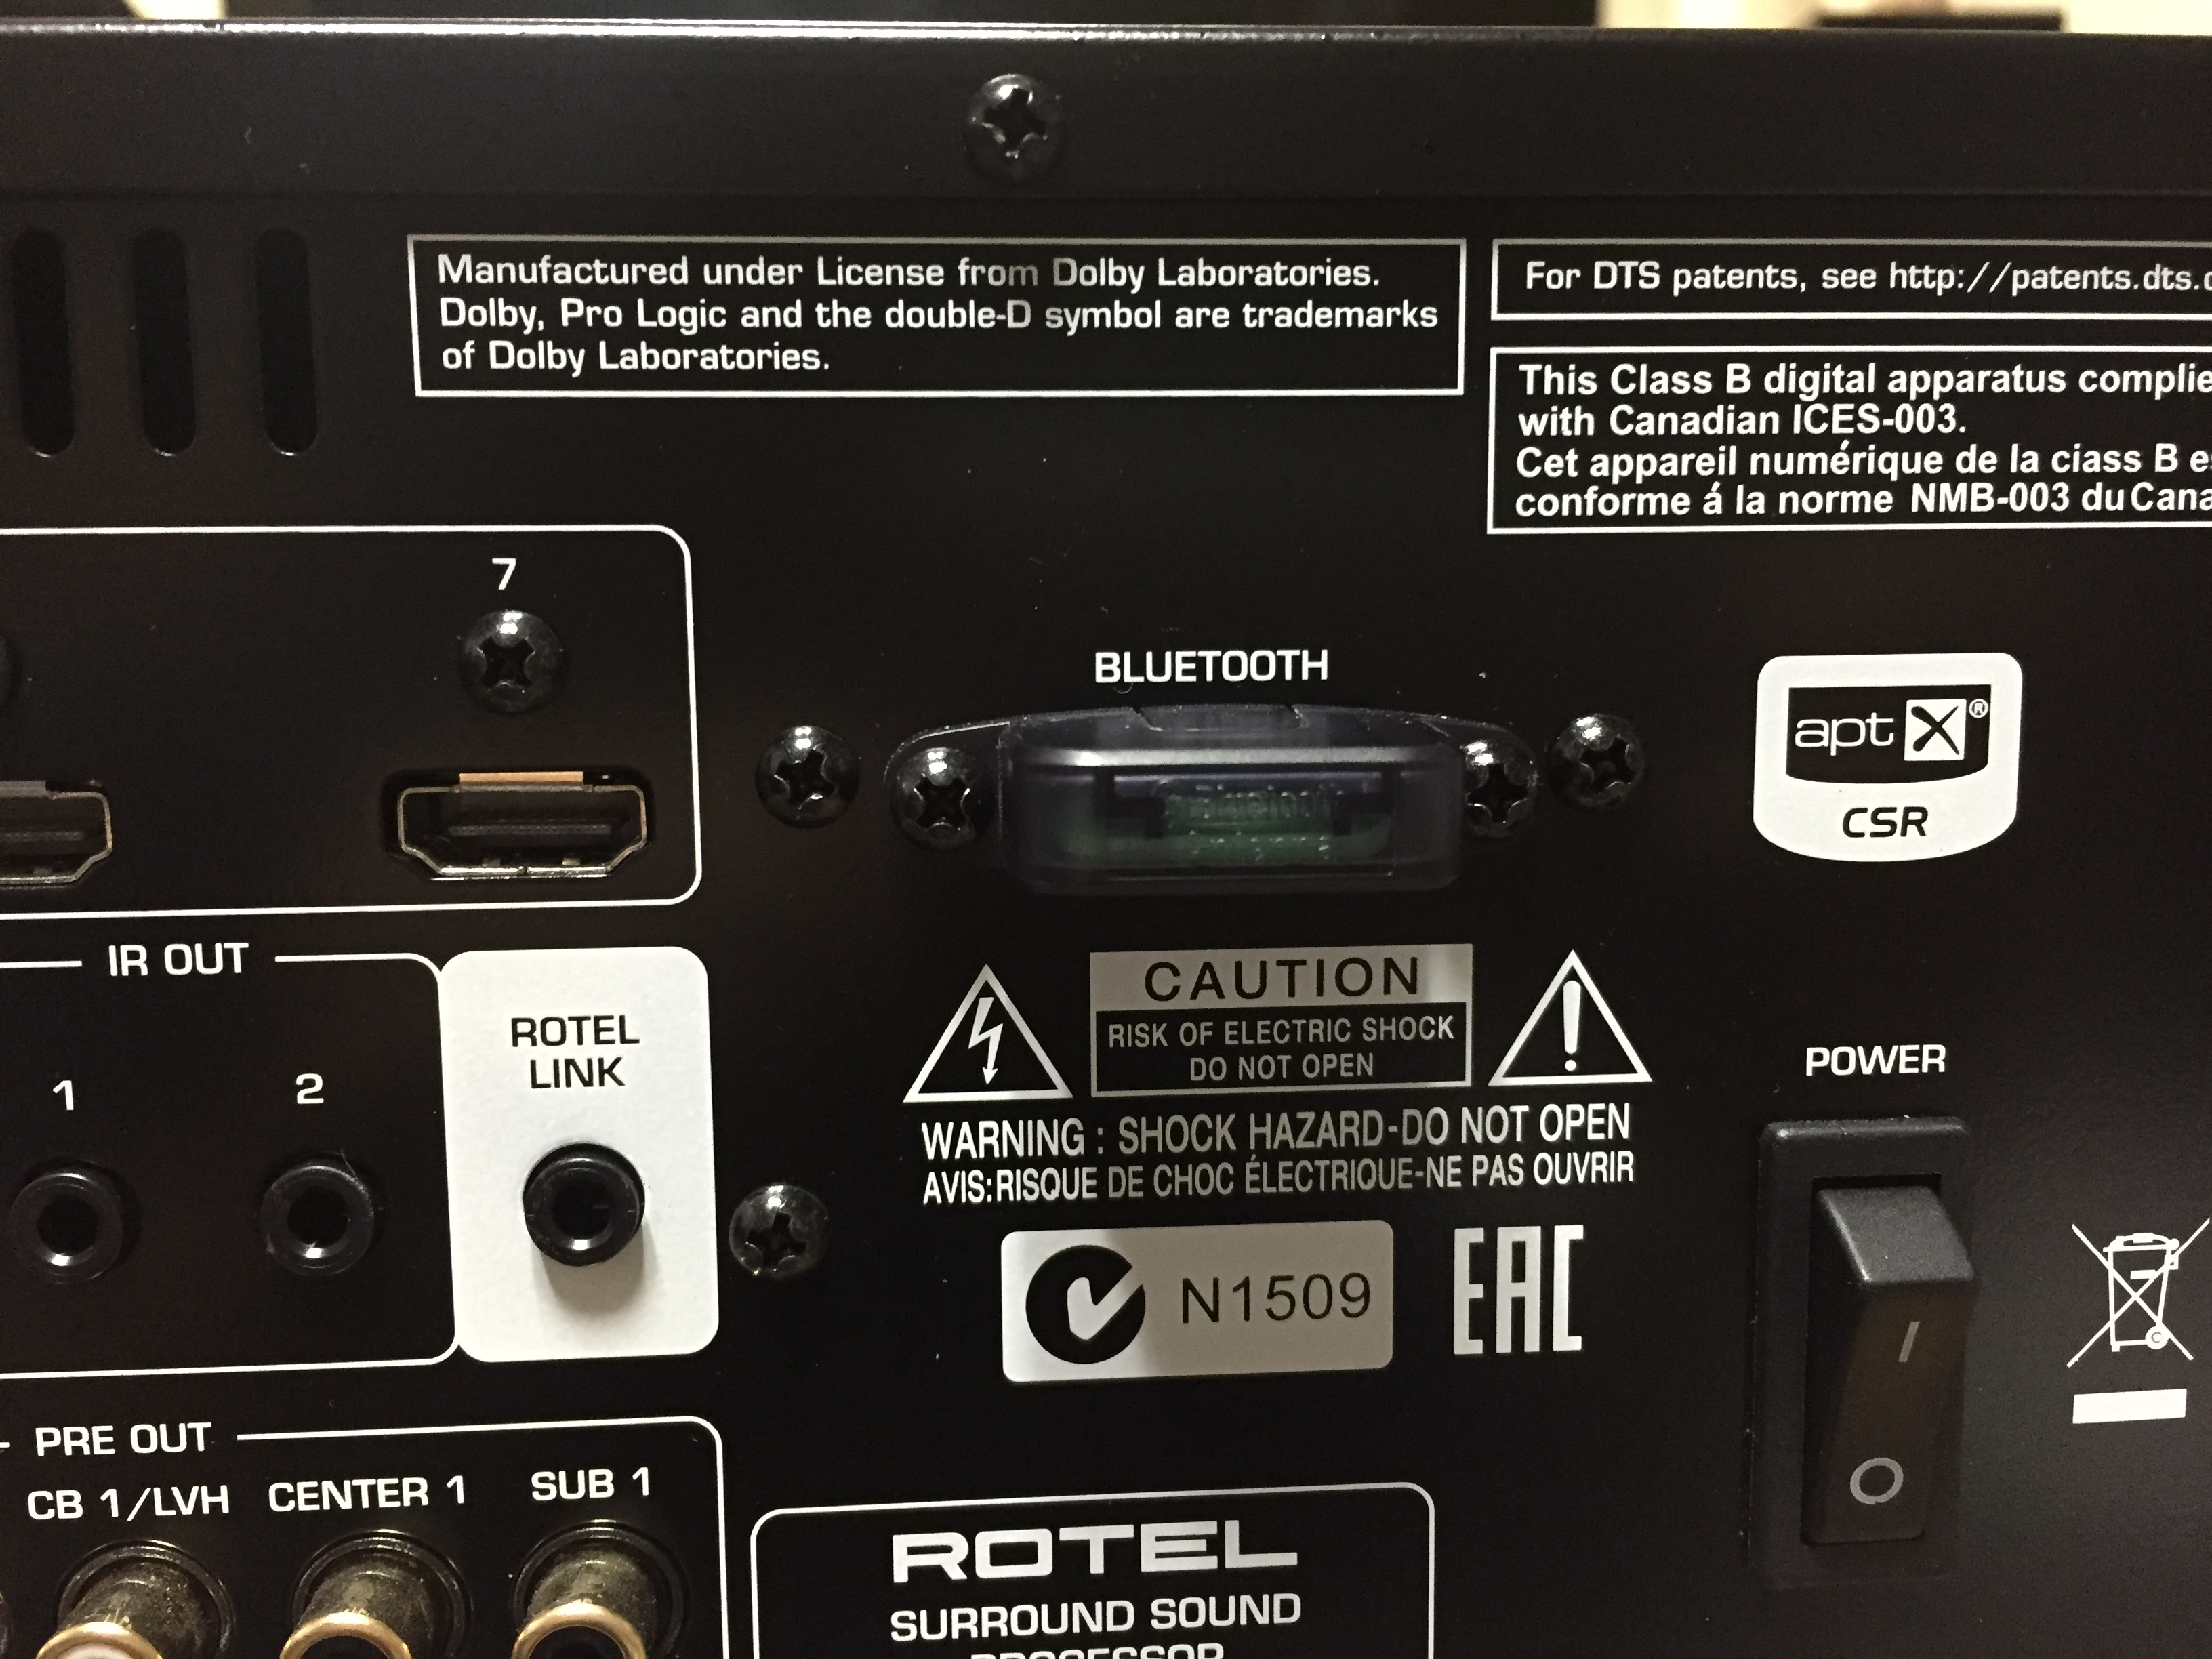 Manufactured under License from Dolby Laboratories.
Dolby, Pro Logic and the double-D symbol are trademarks
of Dolby Laboratories.
For DTS patents, see http://patents.dts.c
This Class B digital apparatus complie
with Canadian ICES-003.
Cet appareil numérique de la ciass B es
conforme á la norme NMB-003 du Cana
7
BLUETOOTH
apt X®
CSR
IR OUT
1
2
ROTEL
LINK
CAUTION
RISK OF ELECTRIC SHOCK
DO NOT OPEN
WARNING : SHOCK HAZARD-DO NOT OPEN
AVIS:RISQUE DE CHOC ÉLECTRIQUE-NE PAS OUVRIR
N1509
EAC
POWER
I
O
PRE OUT
CB 1/LVH
CENTER 1
SUB 1
ROTEL
SURROUND SOUND
PROCESSOR